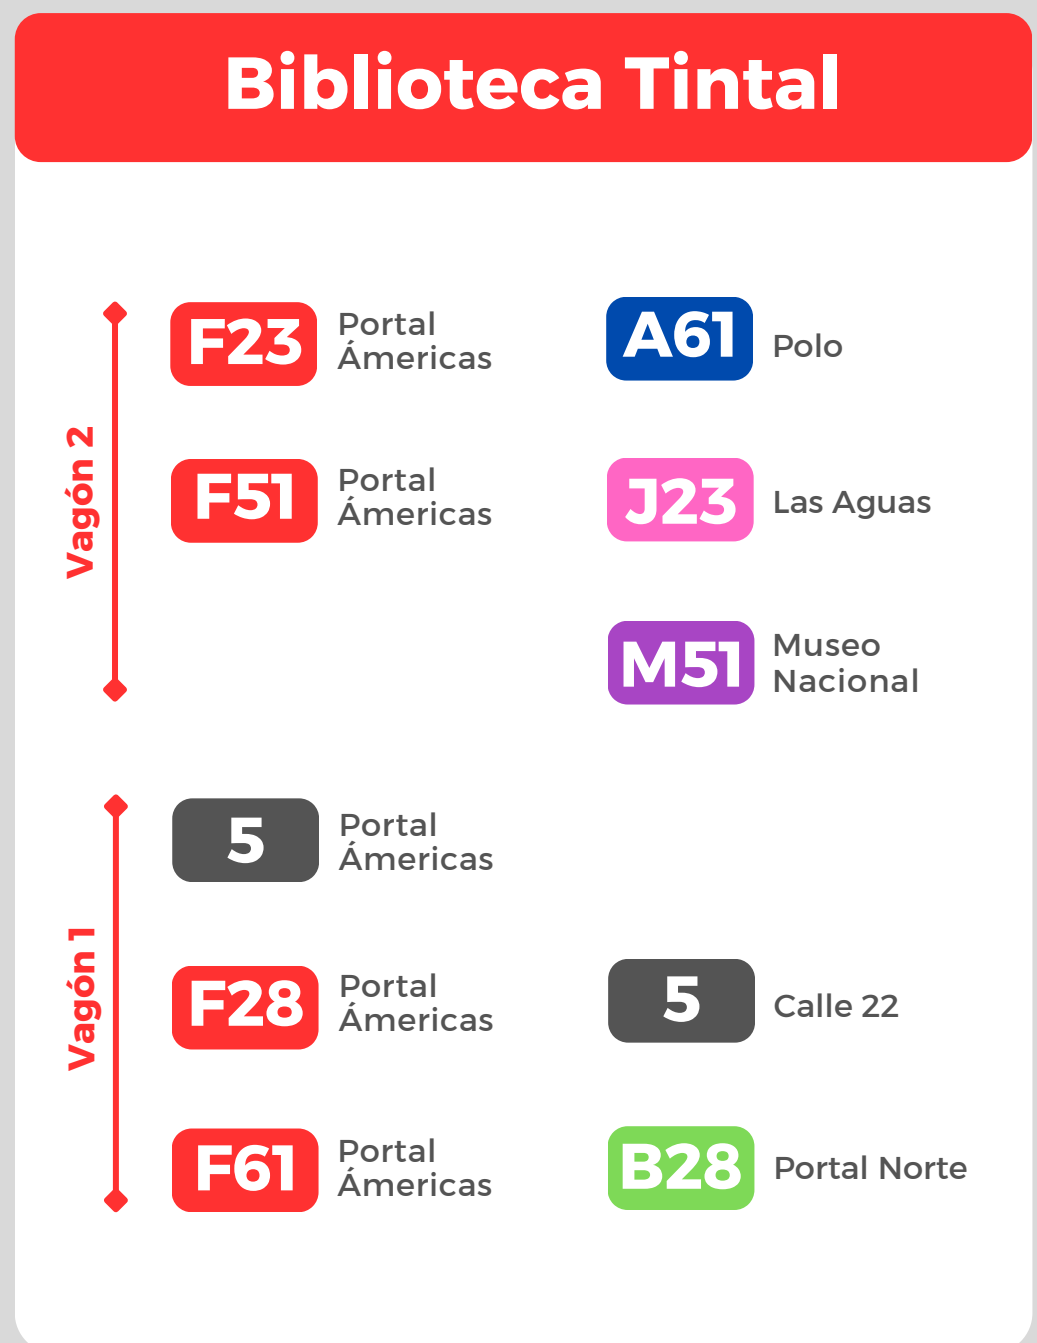 Biblioteca Tintal
Vagón 2
F23
Portal
Ámericas
A61
Polo
F51
Portal
Ámericas
J23
Las Aguas
M51
Museo
Nacional
Vagón 1
5
Portal
Ámericas
F28
Portal
Ámericas
5
Calle 22
F61
Portal
Ámericas
B28
Portal Norte